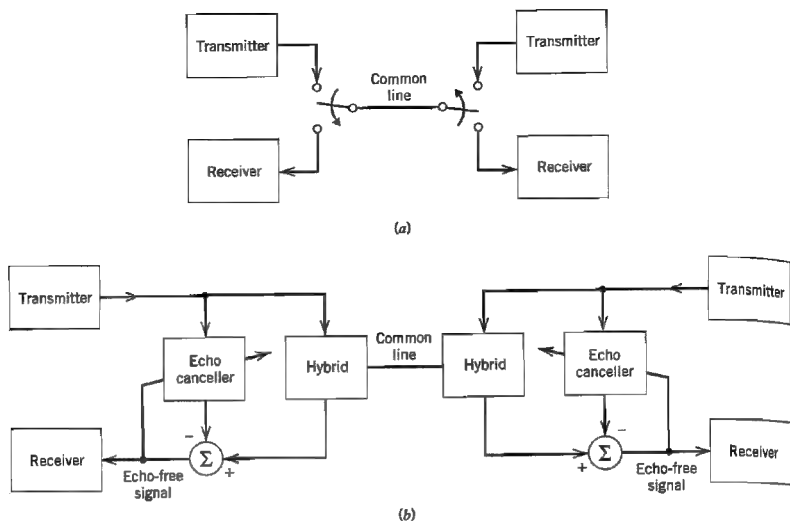 Transmitter
Transmitter
Common
line
Receiver
Receiver
(a)
Transmitter
Transmitter
Common
line
Echo
canceller
Hybrid
Hybrid
Echo
canceller
−
−
Receiver
Σ
+
+
Σ
Receiver
Echo-free
signal
Echo-free
signal
(b)